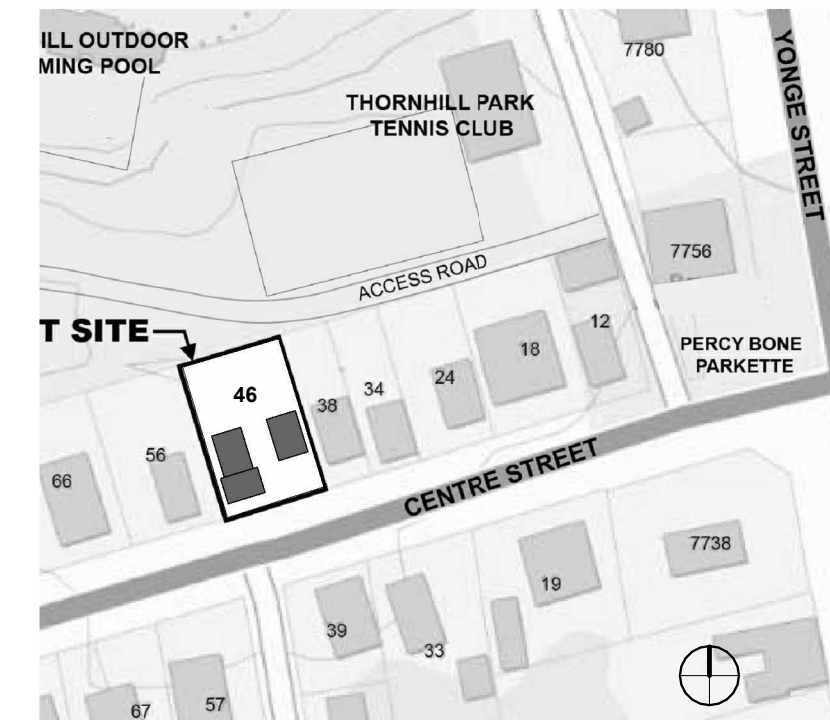 ILL OUTDOOR
MING POOL
THORNHILL PARK
TENNIS CLUB
7780
YONGE STREET
7756
ACCESS ROAD
T SITE
12
18
PERCY BONE
PARKETTE
24
34
38
46
56
66
CENTRE STREET
7738
19
39
33
57
67